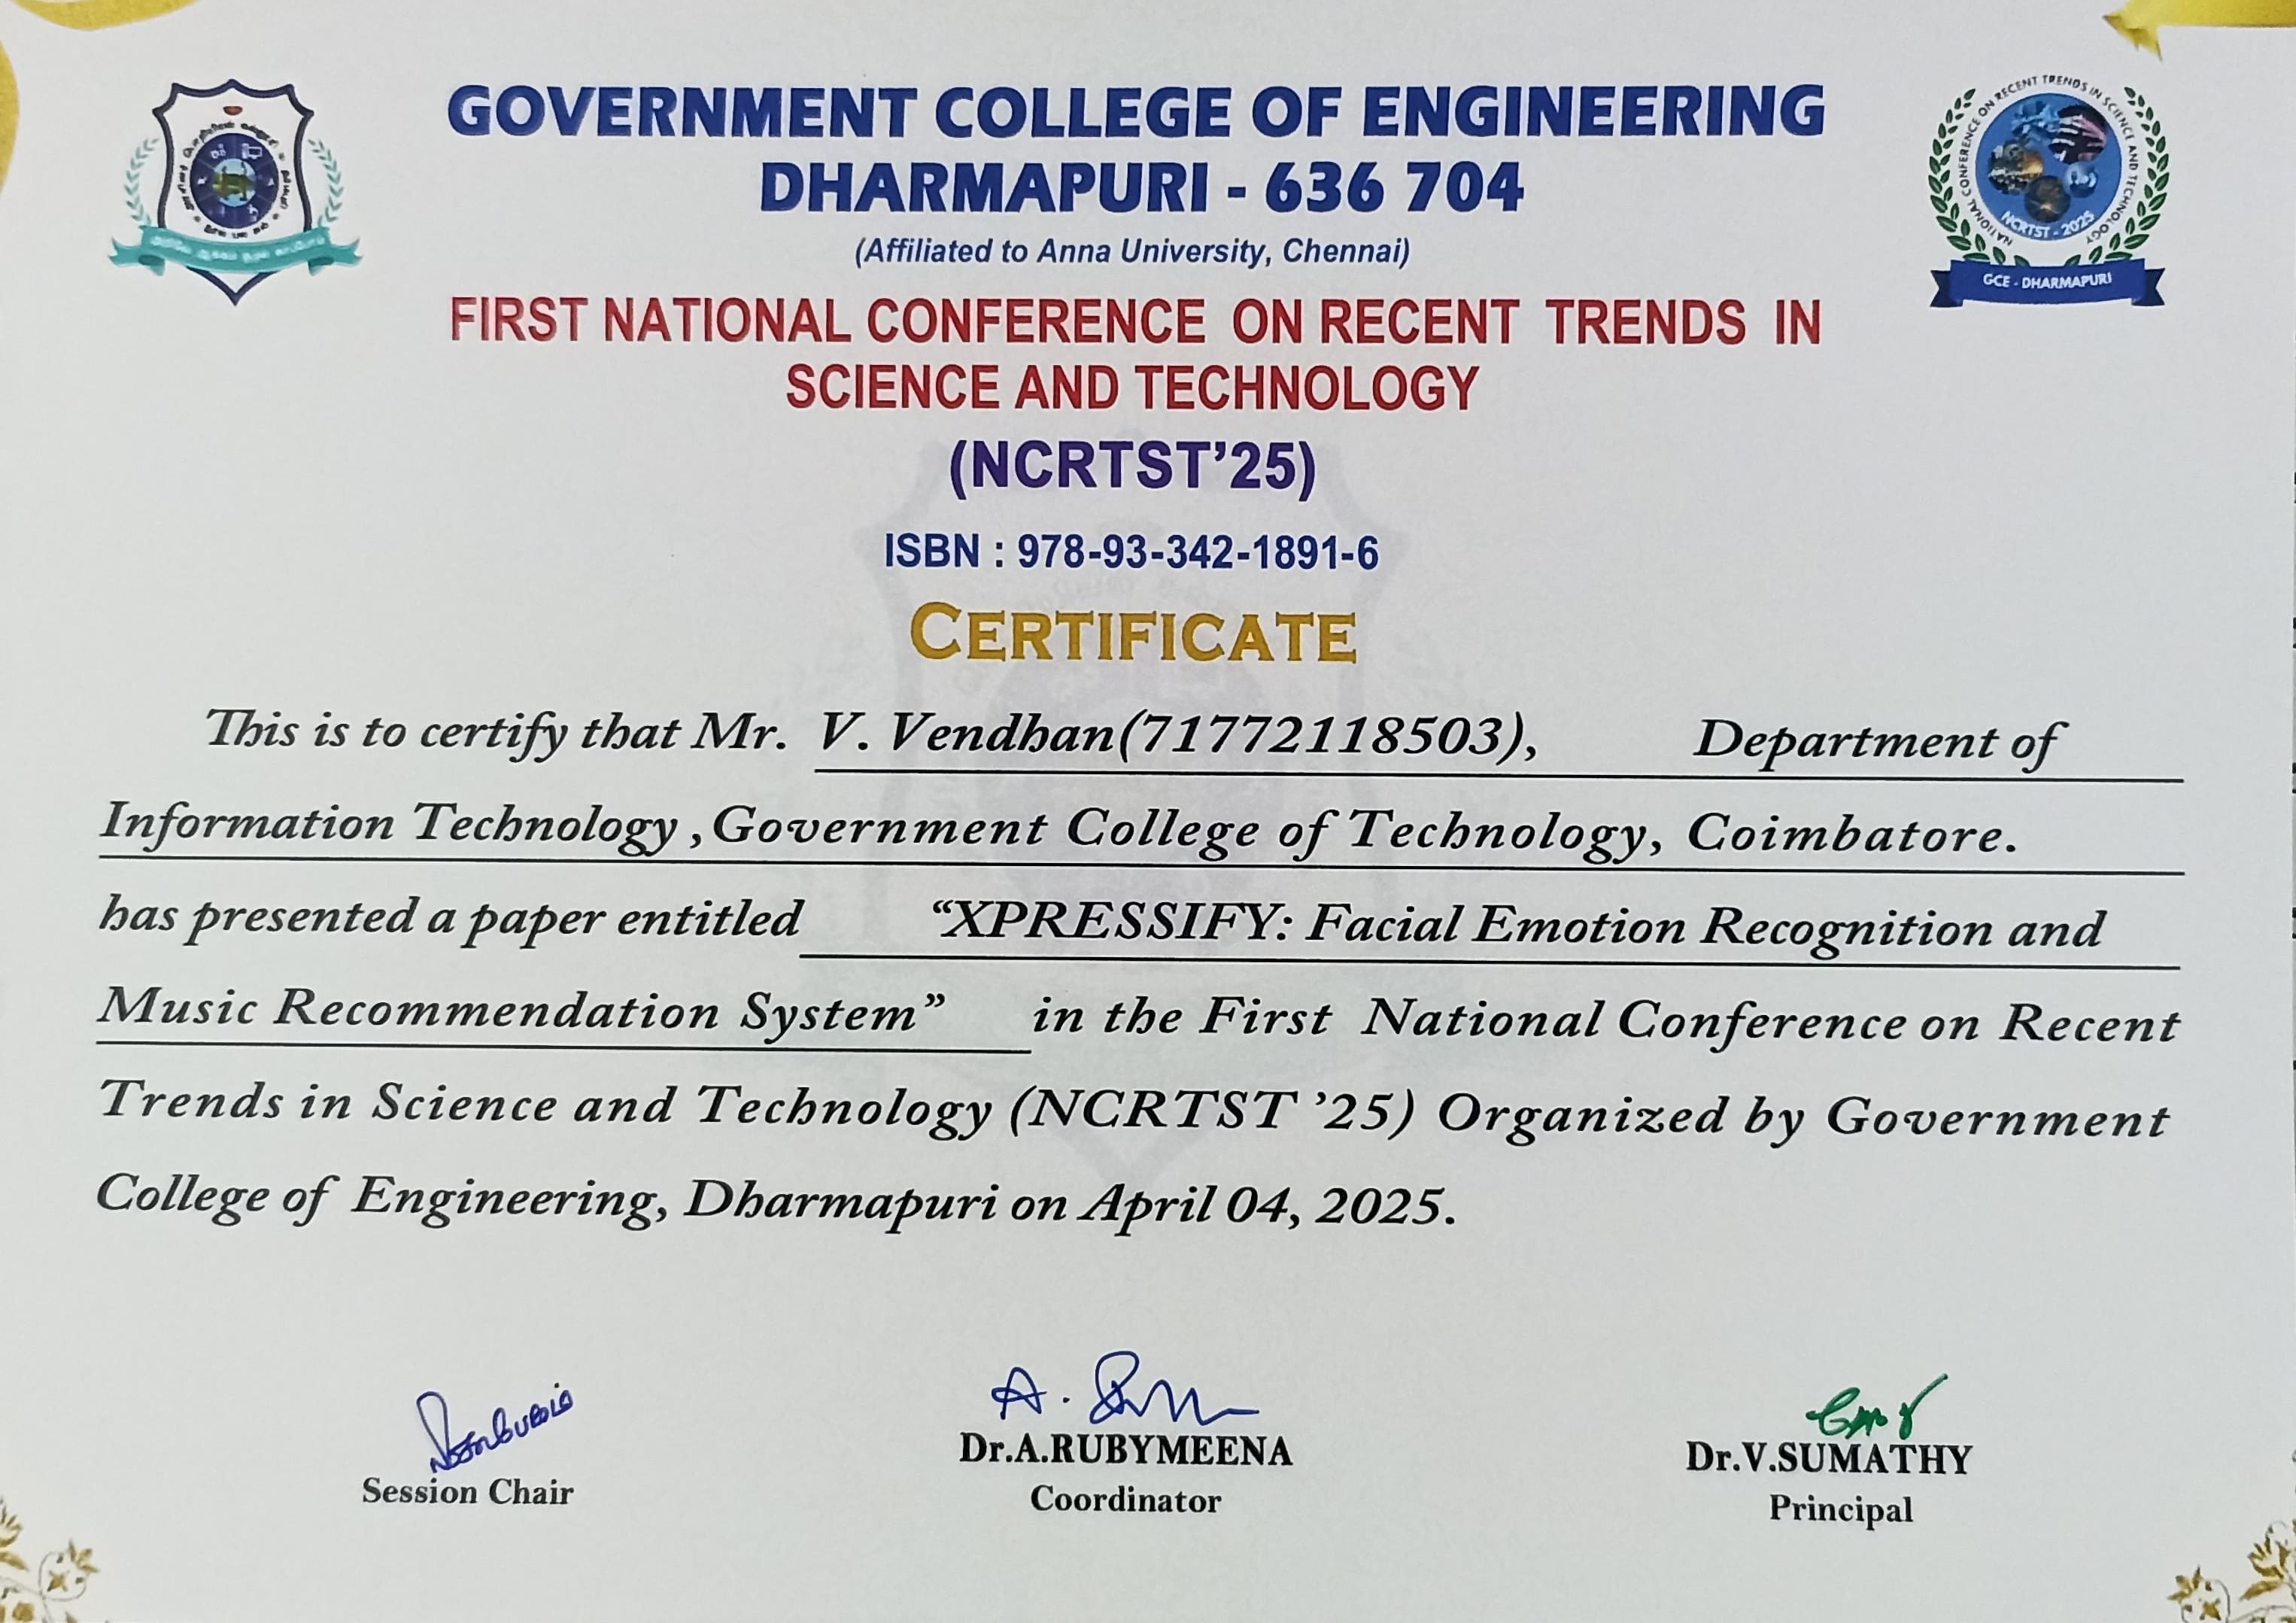 GOVERNMENT COLLEGE OF ENGINEERING
DHARMAPURI - 636 704
(Affiliated to Anna University, Chennai)
NATIONAL CONFERENCE ON RECENT TRENDS IN SCIENCE AND TECHNOLOGY
NCRTST - 2025
GCE - DHARMAPURI
FIRST NATIONAL CONFERENCE ON RECENT TRENDS IN
SCIENCE AND TECHNOLOGY
(NCRTST’25)
ISBN : 978-93-342-1891-6
CERTIFICATE
This is to certify that Mr. V. Vendhan(71772118503), Department of
Information Technology ,Government College of Technology, Coimbatore.
has presented a paper entitled “XPRESSIFY: Facial Emotion Recognition and
Music Recommendation System” in the First National Conference on Recent
Trends in Science and Technology (NCRTST ’25) Organized by Government
College of Engineering, Dharmapuri on April 04, 2025.
Session Chair
Dr.A.RUBYMEENA
Coordinator
Dr.V.SUMATHY
Principal